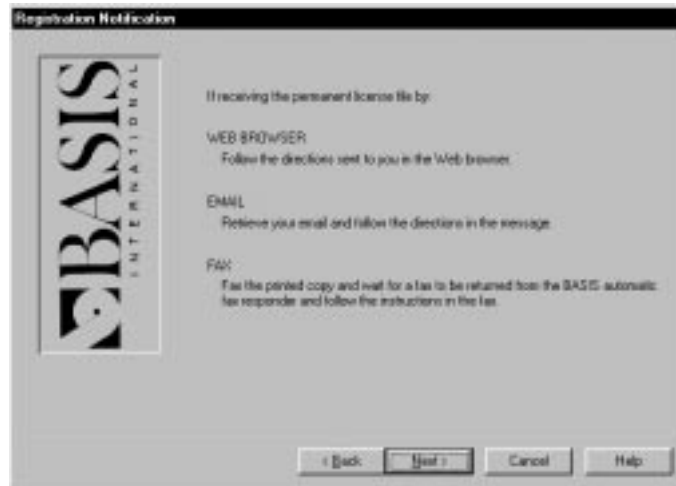 Registration Notification
BASIS
INTERNATIONAL
If receiving the permanent license file by:
WEB BROWSER
Follow the directions sent to you in the Web browser.
EMAIL
Retrieve your email and follow the directions in the message.
FAX
Fax the printed copy and wait for a fax to be returned from the BASIS automatic
fax responder and follow the instructions in the fax.
< Back
Next >
Cancel
Help